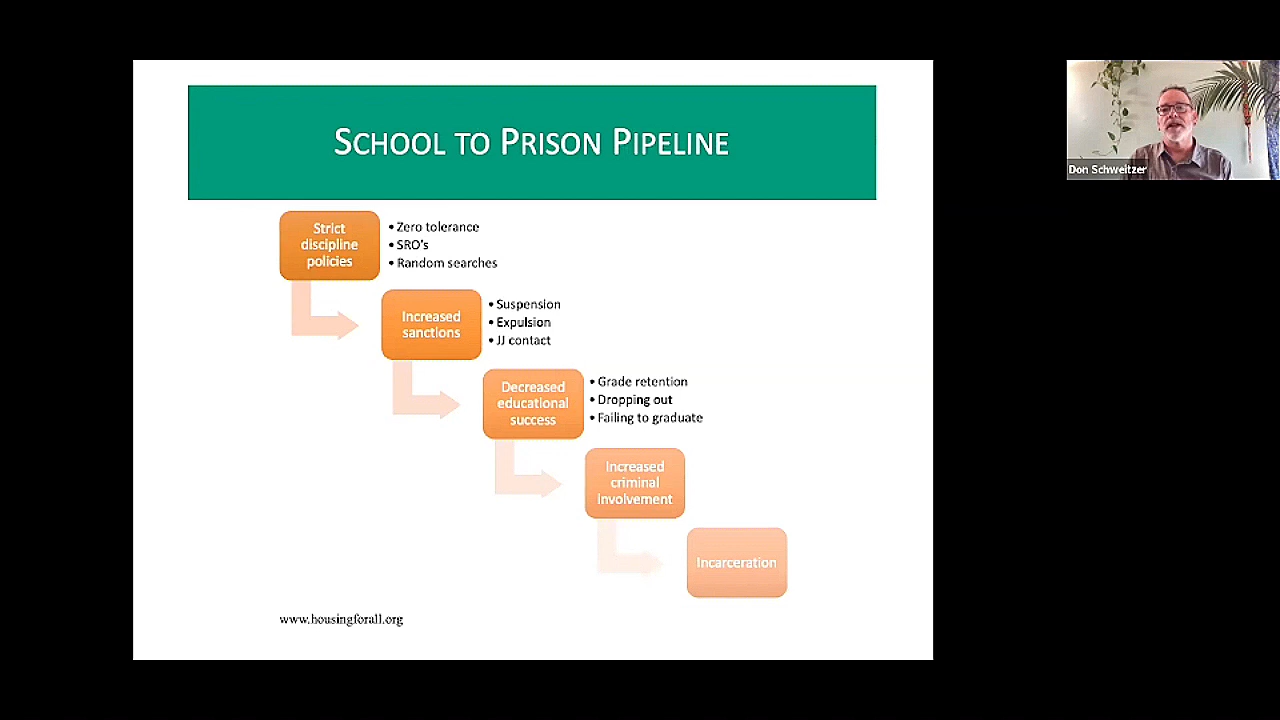 SCHOOL TO PRISON PIPELINE
Don Schweitzer
Strict
discipline
policies
• Zero tolerance
• SRO's
• Random searches
Increased
sanctions
• Suspension
• Expulsion
• JJ contact
Decreased
educational
success
• Grade retention
• Dropping out
• Failing to graduate
Increased
criminal
involvement
Incarceration
www.housingforall.org